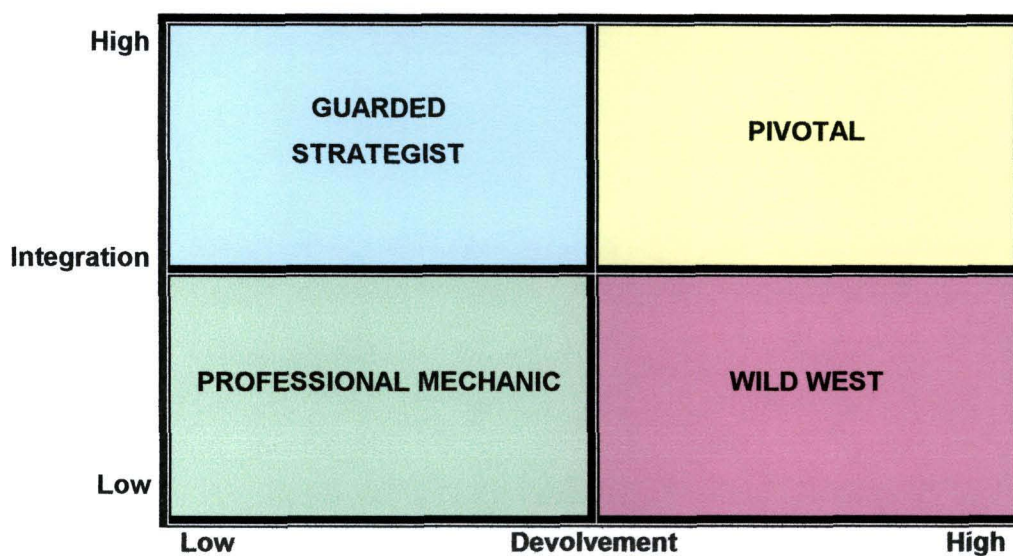 High
GUARDED
STRATEGIST
PIVOTAL
Integration
PROFESSIONAL MECHANIC
WILD WEST
Low
Low
Devolvement
High